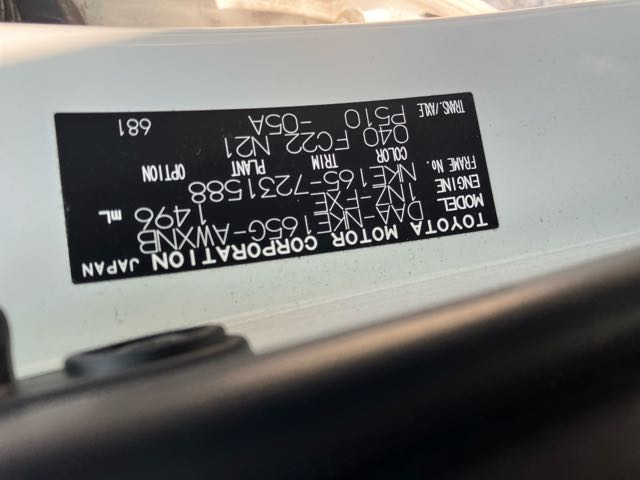 TOYOTA MOTOR CORPORATION JAPAN
MODEL DAA-NKE165G-AWXNB
ENGINE 1NZ-FXE 1496 mL
FRAME No. NKE165-7231588
COLOR TRIM PLANT OPTION
040 FC22 N21
TRANS./AXLE P510 -05A
681